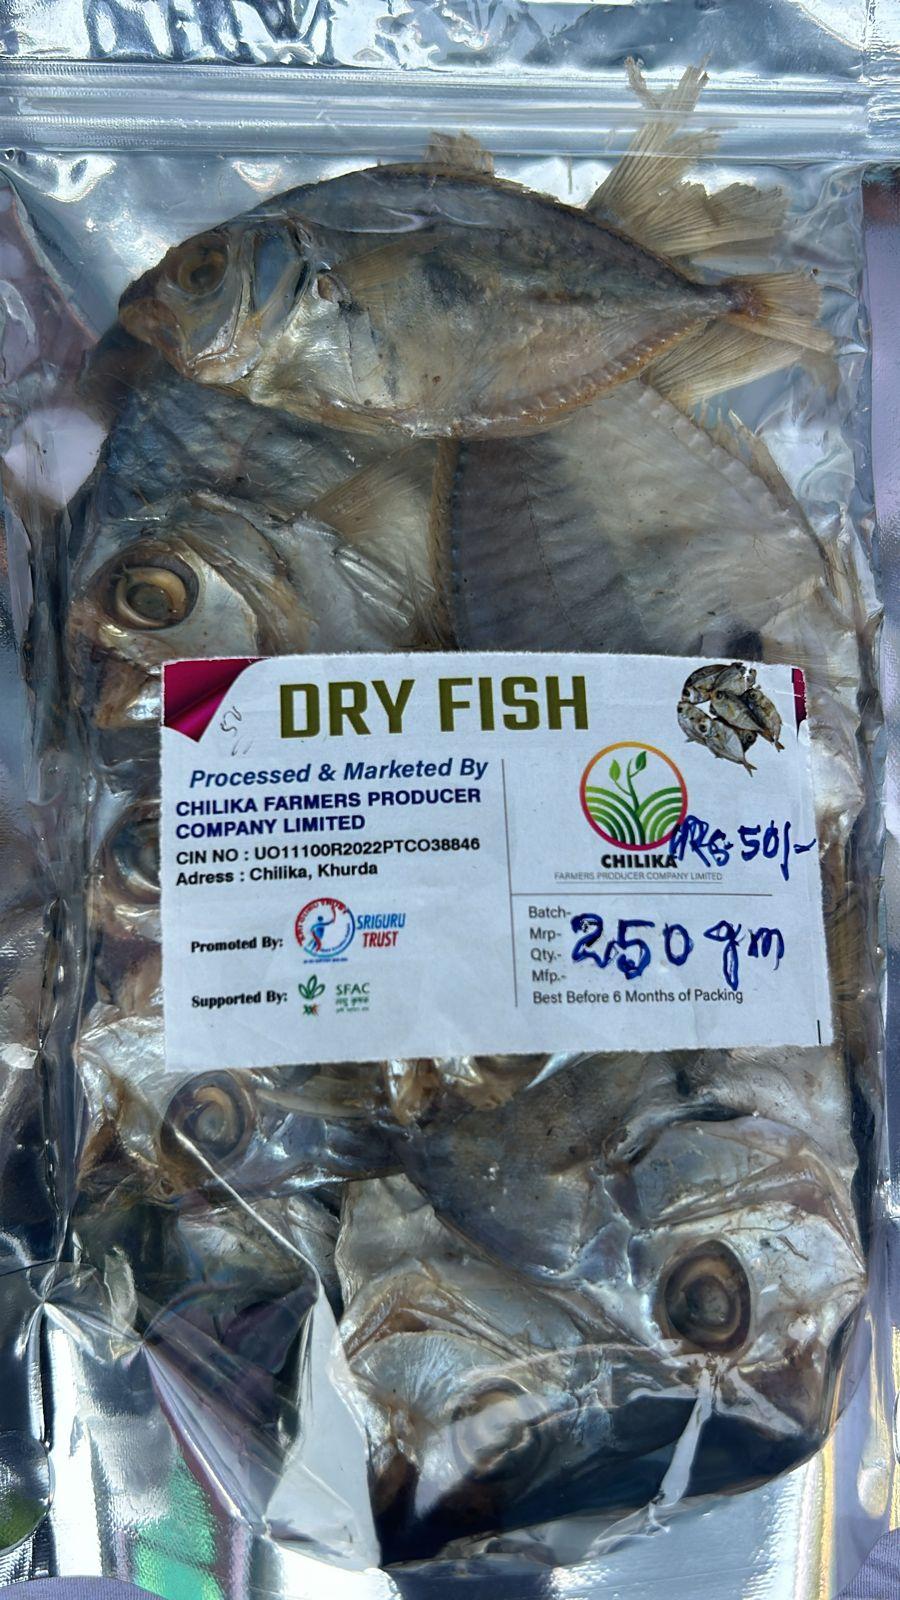 DRY FISH
Processed & Marketed By
CHILIKA FARMERS PRODUCER
COMPANY LIMITED
CIN NO : UO11100R2022PTCO38846
Adress : Chilika, Khurda
Promoted By:
SRIGURU
TRUST
Supported By:
SFAC
CHILIKA
FARMERS PRODUCER COMPANY LIMITED
Rs 50/-
Batch-
Mrp-
Qty.- 250 gm
Mfp.-
Best Before 6 Months of Packing